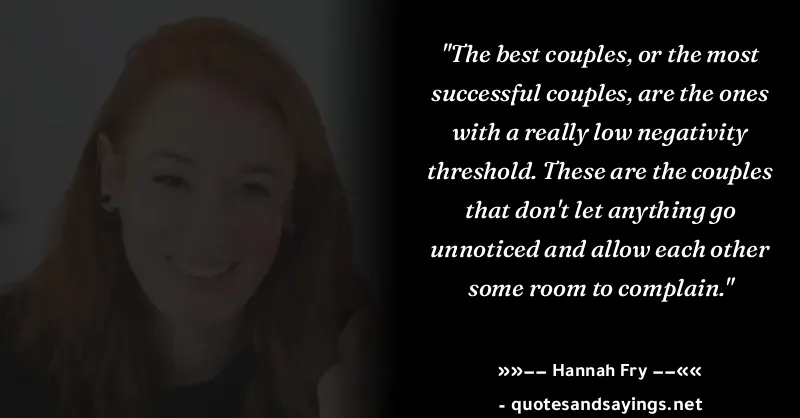 "The best couples, or the most
successful couples, are the ones
with a really low negativity
threshold. These are the couples
that don't let anything go
unnoticed and allow each other
some room to complain."
»»−− Hannah Fry −−««
- quotesandsayings.net